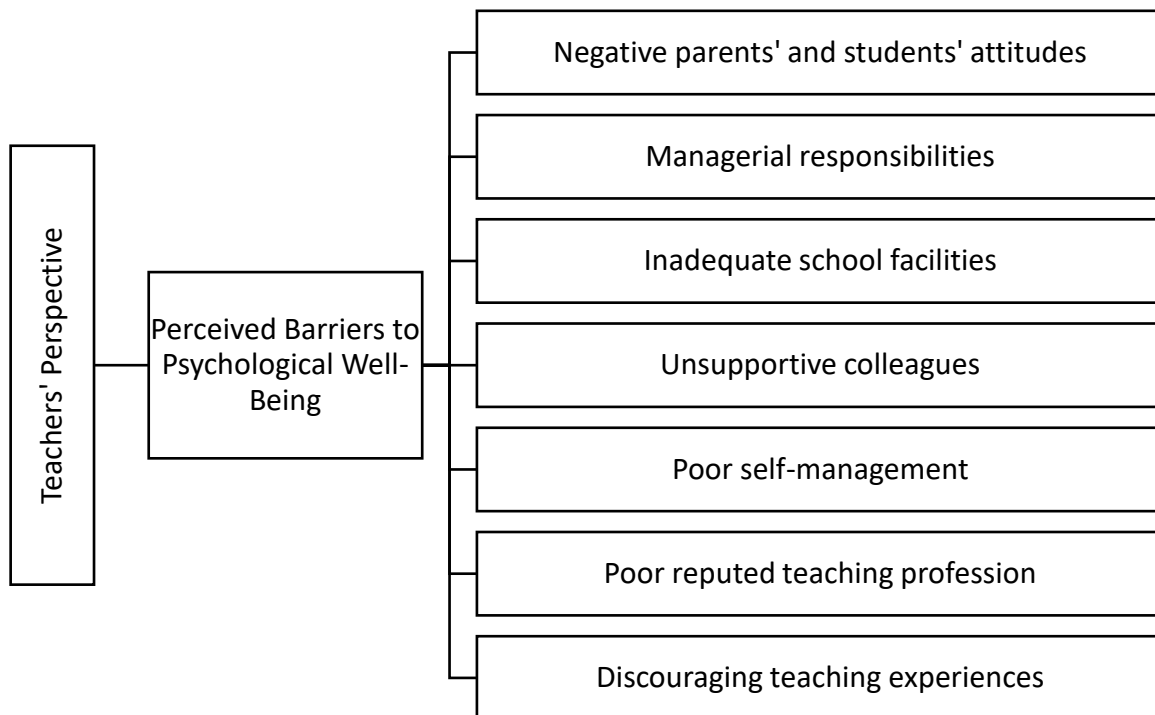 Teachers' Perspective
Perceived Barriers to
Psychological Well-
Being
Negative parents' and students' attitudes
Managerial responsibilities
Inadequate school facilities
Unsupportive colleagues
Poor self-management
Poor reputed teaching profession
Discouraging teaching experiences